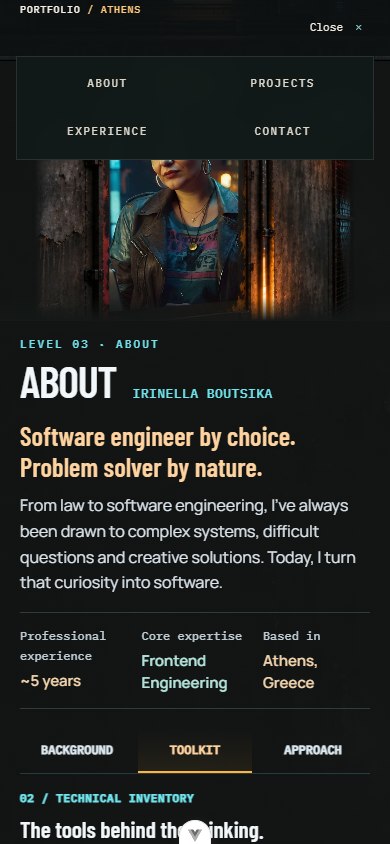 PORTFOLIO / ATHENS
Close ×
ABOUT PROJECTS
EXPERIENCE CONTACT
LEVEL 03 · ABOUT
ABOUT IRINELLA BOUTSIKA
Software engineer by choice.
Problem solver by nature.
From law to software engineering, I've always
been drawn to complex systems, difficult
questions and creative solutions. Today, I turn
that curiosity into software.
Professional experience
~5 years
Core expertise
Frontend
Engineering
Based in
Athens,
Greece
BACKGROUND TOOLKIT APPROACH
02 / TECHNICAL INVENTORY
The tools behind the